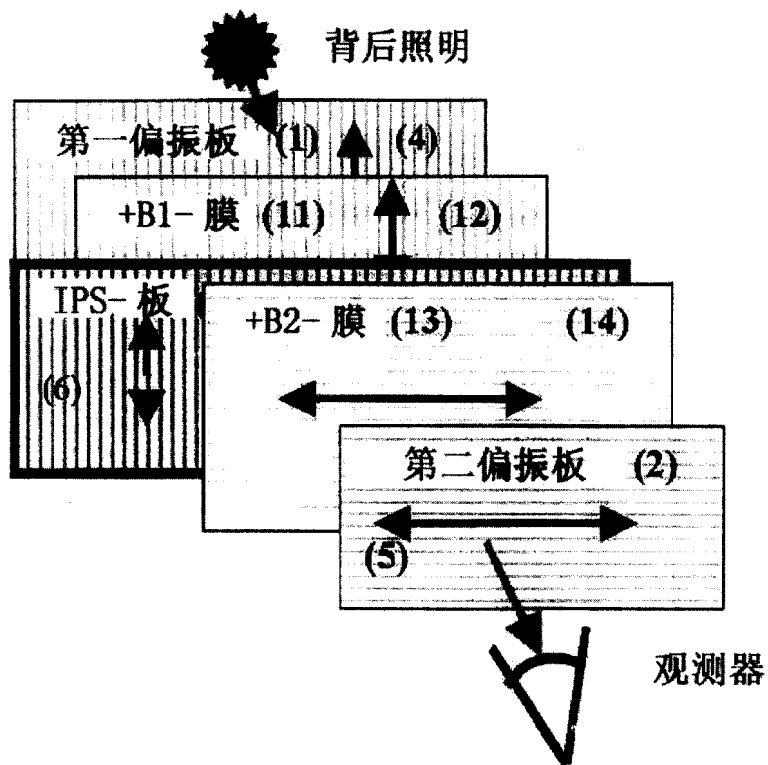 背后照明
第一偏振板 (1) (4)
+B1-膜 (11) (12)
IPS-板
+B2-膜 (13) (14)
(6)
第二偏振板 (2)
(5)
观测器